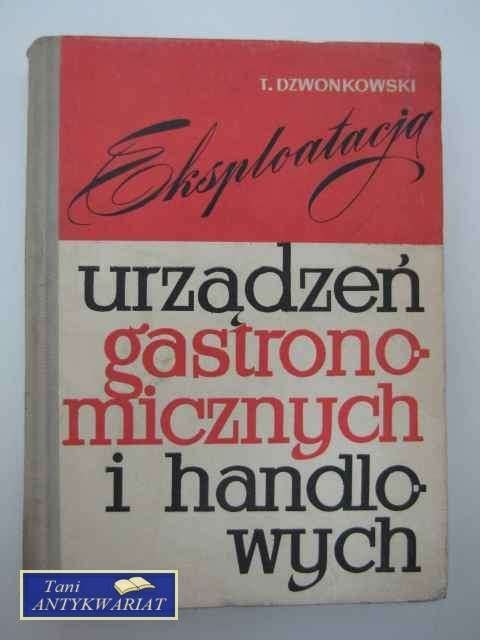 T. DZWONKOWSKI
Eksploatacja
urządzeń
gastrono-
micznych
i handlo-
wych
Tani
ANTYKWARIAT